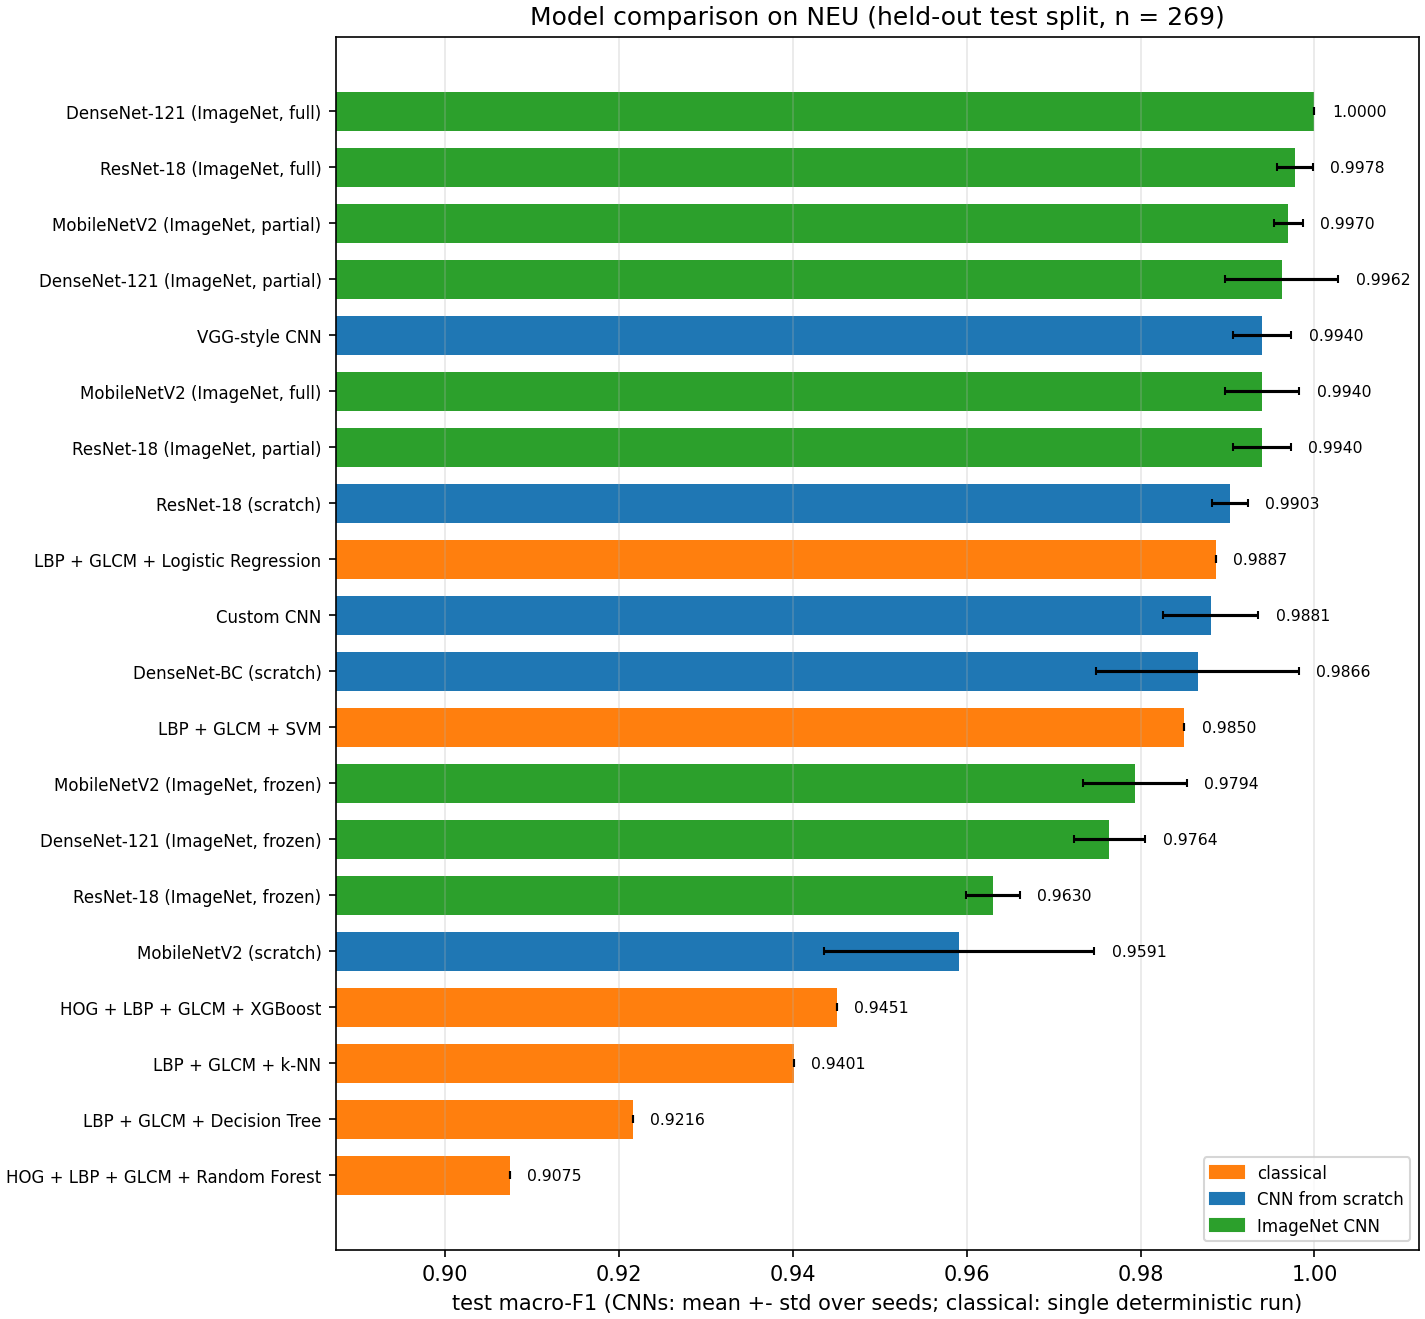 Model comparison on NEU (held-out test split, n = 269)
DenseNet-121 (ImageNet, full) 1.0000
ResNet-18 (ImageNet, full) 0.9978
MobileNetV2 (ImageNet, partial) 0.9970
DenseNet-121 (ImageNet, partial) 0.9962
VGG-style CNN 0.9940
MobileNetV2 (ImageNet, full) 0.9940
ResNet-18 (ImageNet, partial) 0.9940
ResNet-18 (scratch) 0.9903
LBP + GLCM + Logistic Regression 0.9887
Custom CNN 0.9881
DenseNet-BC (scratch) 0.9866
LBP + GLCM + SVM 0.9850
MobileNetV2 (ImageNet, frozen) 0.9794
DenseNet-121 (ImageNet, frozen) 0.9764
ResNet-18 (ImageNet, frozen) 0.9630
MobileNetV2 (scratch) 0.9591
HOG + LBP + GLCM + XGBoost 0.9451
LBP + GLCM + k-NN 0.9401
LBP + GLCM + Decision Tree 0.9216
HOG + LBP + GLCM + Random Forest 0.9075
classical
CNN from scratch
ImageNet CNN
0.90 0.92 0.94 0.96 0.98 1.00
test macro-F1 (CNNs: mean +- std over seeds; classical: single deterministic run)